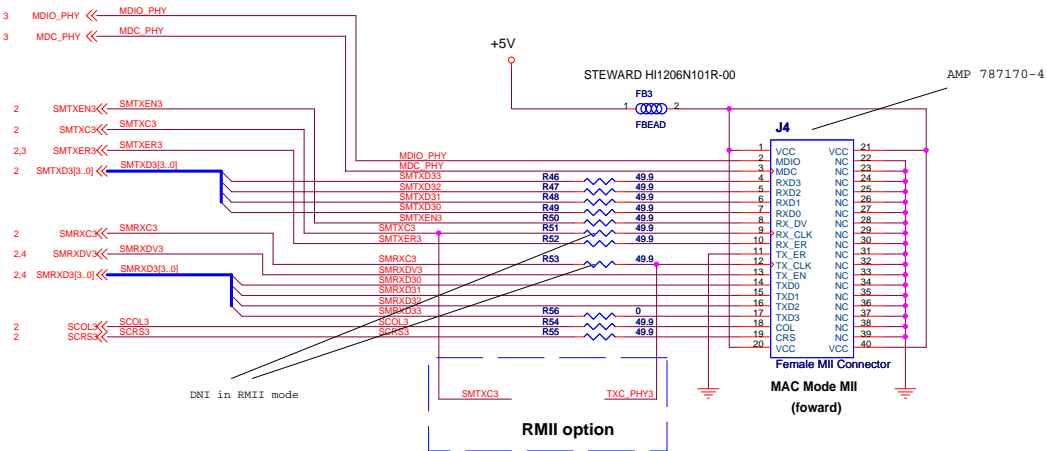 3 MDIO_PHY MDIO_PHY
3 MDC_PHY MDC_PHY
+5V
STEWARD HI1206N101R-00
AMP 787170-4
FB3
1 2
FBEAD
2 SMTXEN3 SMTXEN3
2 SMTXC3 SMTXC3
2,3 SMTXER3 SMTXER3
2 SMTXD3[3..0] SMTXD3[3..0]
J4
1 VCC VCC 21
MDIO_PHY 2 MDIO NC 22
MDC_PHY 3 MDC NC 23
SMTXD33 R46 49.9 4 RXD3 NC 24
SMTXD32 R47 49.9 5 RXD2 NC 25
SMTXD31 R48 49.9 6 RXD1 NC 26
SMTXD30 R49 49.9 7 RXD0 NC 27
SMTXEN3 R50 49.9 8 RX_DV NC 28
2 SMRXC3 SMRXC3 SMTXC3 R51 49.9 9 RX_CLK NC 29
SMTXER3 R52 49.9 10 RX_ER NC 30
2,4 SMRXDV3 SMRXDV3 11 TX_ER NC 31
SMRXC3 R53 49.9 12 TX_CLK NC 32
2,4 SMRXD3[3..0] SMRXD3[3..0] SMRXDV3 13 TX_EN NC 33
SMRXD30 14 TXD0 NC 34
SMRXD31 15 TXD1 NC 35
SMRXD32 16 TXD2 NC 36
SMRXD33 R56 0 17 TXD3 NC 37
2 SCOL3 SCOL3 SCOL3 R54 49.9 18 COL NC 38
2 SCRS3 SCRS3 SCRS3 R55 49.9 19 CRS NC 39
20 VCC VCC 40
Female MII Connector
MAC Mode MII
(foward)
DNI in RMII mode
SMTXC3 TXC_PHY3
RMII option